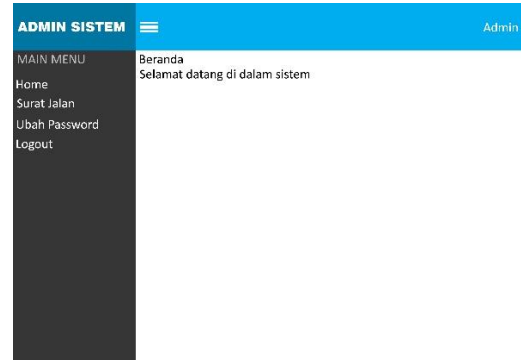 ADMIN SISTEM
Admin
MAIN MENU
Home
Surat Jalan
Ubah Password
Logout
Beranda
Selamat datang di dalam sistem